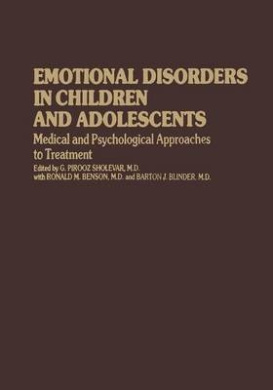 EMOTIONAL DISORDERS
IN CHILDREN
AND ADOLESCENTS
Medical and Psychological Approaches
to Treatment
Edited by G. PIROOZ SHOLEVAR, M.D.
with RONALD M. BENSON, M.D. and BARTON J. BLINDER, M.D.